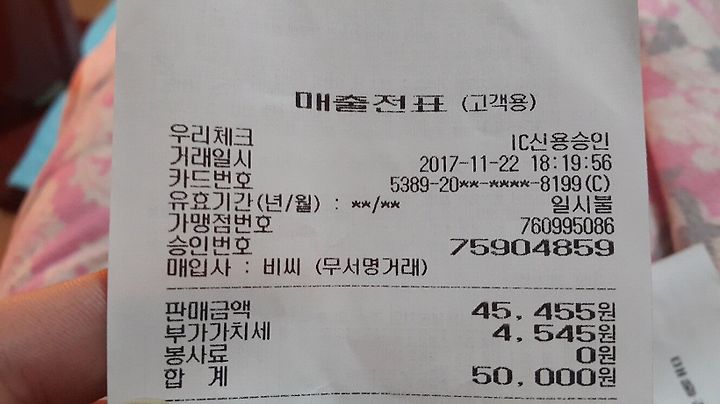 매출전표 (고객용)
우리체크 IC신용승인
거래일시 2017-11-22 18:19:56
카드번호 5389-20**-****-8199(C)
유효기간(년/월) : **/** 일시불
가맹점번호 760995086
승인번호 75904859
매입사 : 비씨 (무서명거래)
판매금액 45,455원
부가가치세 4,545원
봉사료 0원
합 계 50,000원
매출